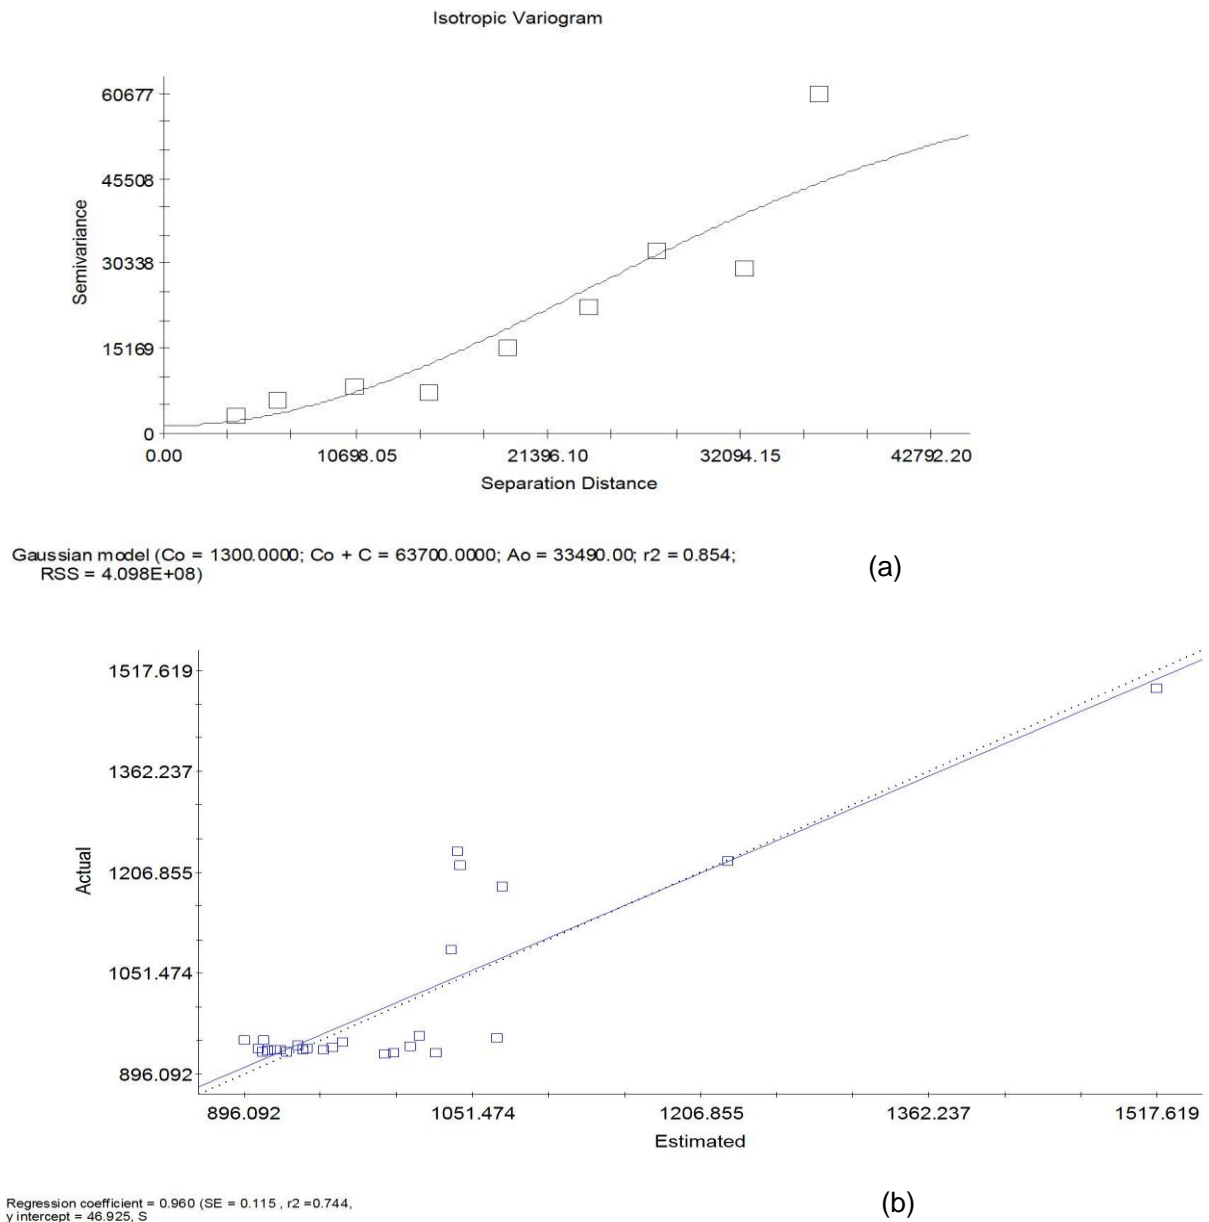 Isotropic Variogram
60677
45508
30338
15169
0
Semivariance
0.00 10698.05 21396.10 32094.15 42792.20
Separation Distance
Gaussian model (Co = 1300.0000; Co + C = 63700.0000; Ao = 33490.00; r2 = 0.854;
RSS = 4.098E+08)
(a)
1517.619
1362.237
1206.855
1051.474
896.092
Actual
896.092 1051.474 1206.855 1362.237 1517.619
Estimated
Regression coefficient = 0.960 (SE = 0.115 , r2 =0.744,
y intercept = 46.925, S
(b)